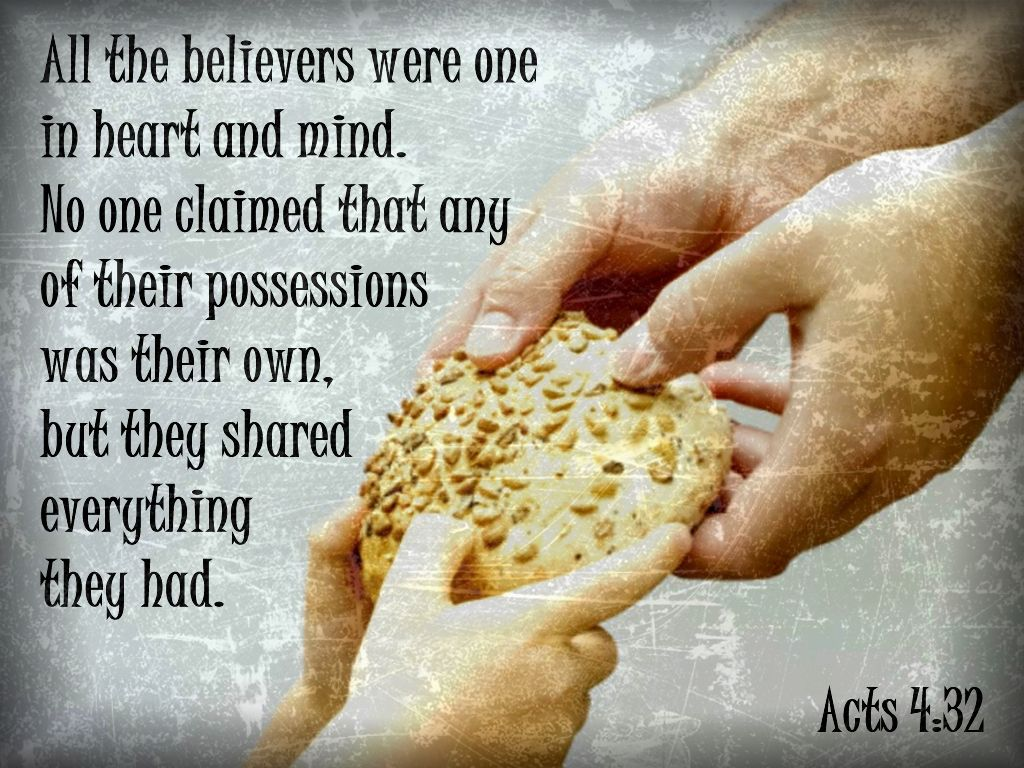 All the believers were one
in heart and mind.
No one claimed that any
of their possessions
was their own,
but they shared
everything
they had.
Acts 4:32